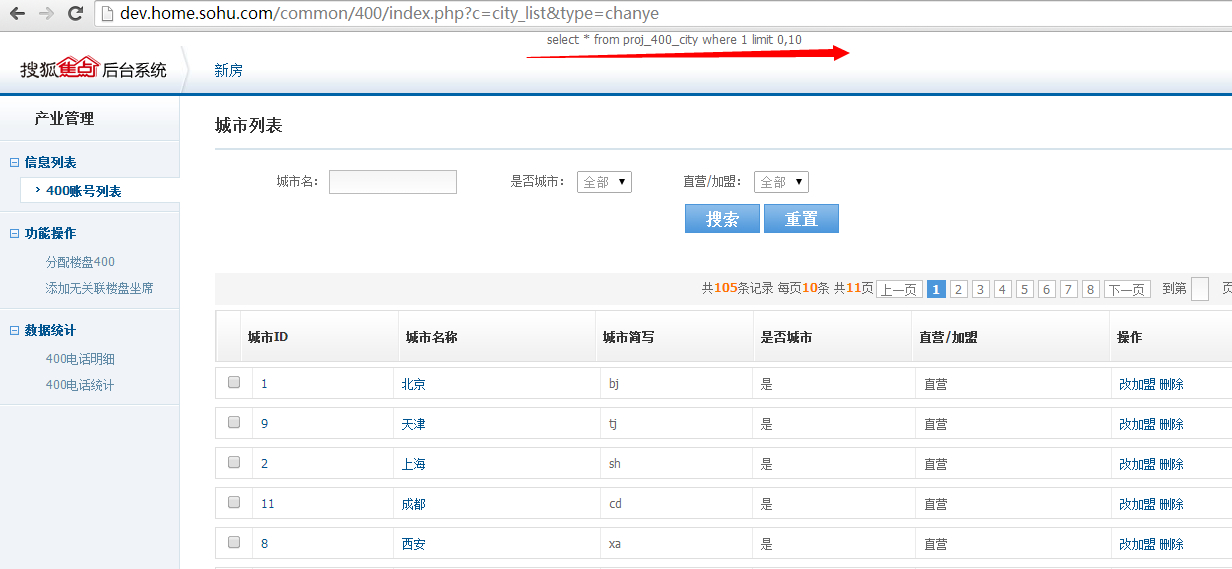 dev.home.sohu.com/common/400/index.php?c=city_list&type=chanye
select * from proj_400_city where 1 limit 0,10
搜狐焦点后台系统 新房
产业管理
信息列表
400账号列表
功能操作
分配楼盘400
添加无关联楼盘坐席
数据统计
400电话明细
400电话统计
城市列表
城市名： 是否城市： 全部 直营/加盟： 全部
搜索 重置
共105条记录 每页10条 共11页 上一页 1 2 3 4 5 6 7 8 下一页 到第 页
城市ID 城市名称 城市简写 是否城市 直营/加盟 操作
1 北京 bj 是 直营 改加盟 删除
9 天津 tj 是 直营 改加盟 删除
2 上海 sh 是 直营 改加盟 删除
11 成都 cd 是 直营 改加盟 删除
8 西安 xa 是 直营 改加盟 删除